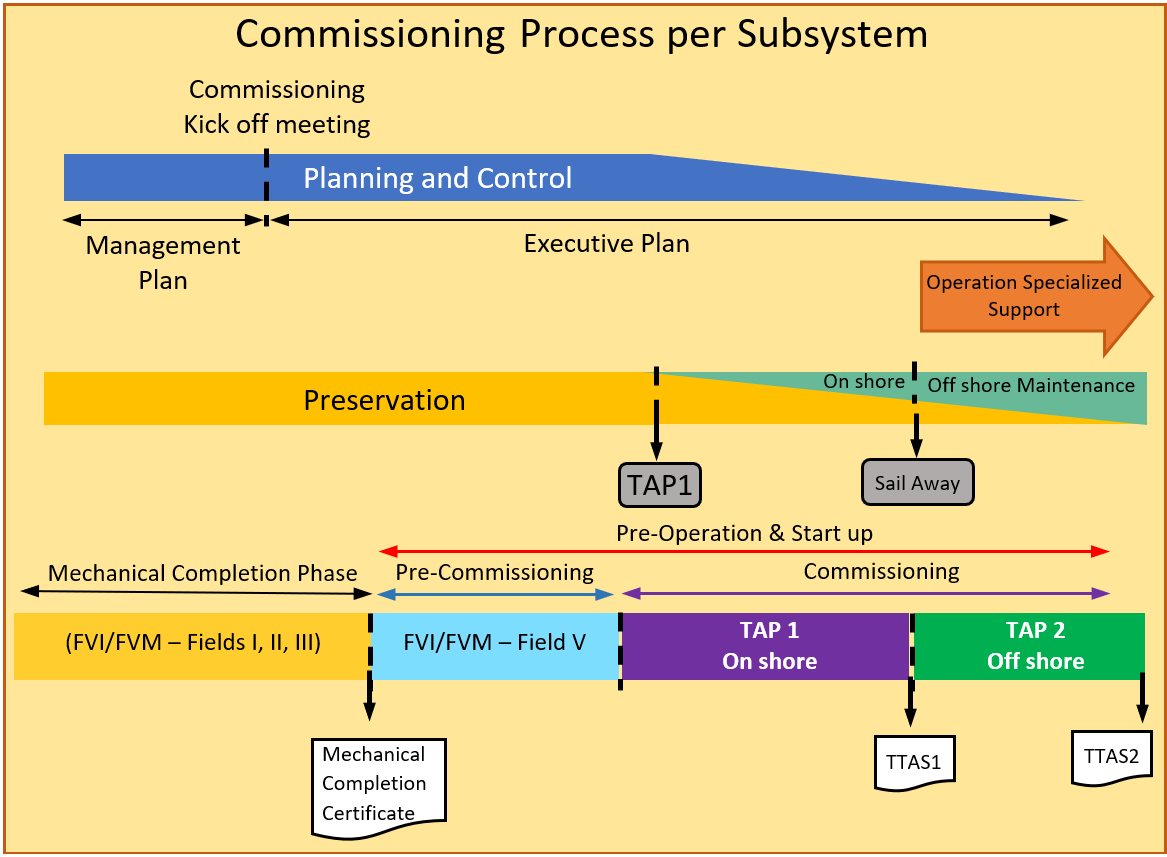 Commissioning Process per Subsystem
Commissioning
Kick off meeting
Planning and Control
Management
Plan
Executive Plan
Operation Specialized
Support
Preservation
On shore
Off shore Maintenance
TAP1
Sail Away
Pre-Operation & Start up
Mechanical Completion Phase
Pre-Commissioning
Commissioning
(FVI/FVM – Fields I, II, III)
FVI/FVM – Field V
TAP 1
On shore
TAP 2
Off shore
Mechanical
Completion
Certificate
TTAS1
TTAS2